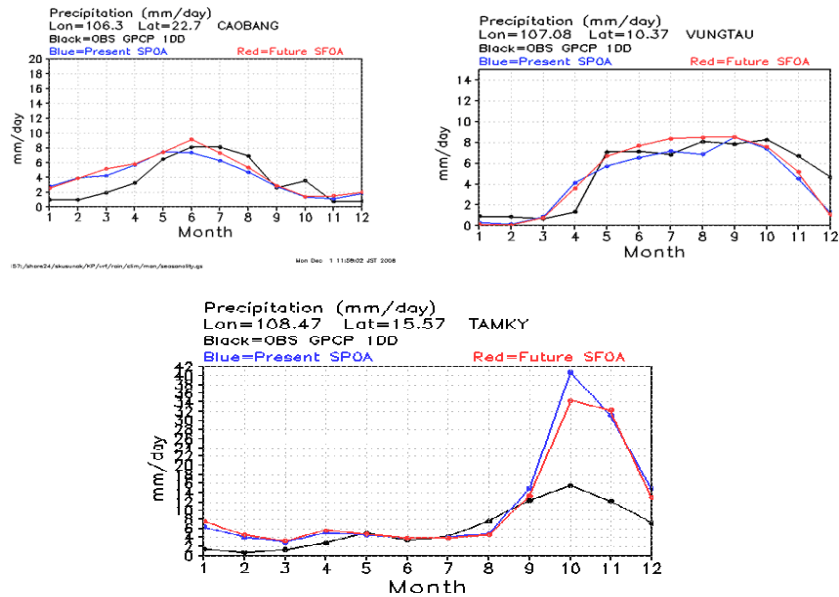 Precipitation (mm/day)
Lon=106.3 Lat=22.7 CAOBANG
Black=OBS GPCP 1DD
Blue=Present SP0A Red=Future SF0A
20
18
16
14
12
10
8
6
4
2
0
mm/day
1 2 3 4 5 6 7 8 9 10 11 12
Month
Mon Dec 1 11:38:02 JST 2008
Precipitation (mm/day)
Lon=107.08 Lat=10.37 VUNGTAU
Black=OBS GPCP 1DD
Blue=Present SP0A Red=Future SF0A
14
12
10
8
6
4
2
0
mm/day
1 2 3 4 5 6 7 8 9 10 11 12
Month
Precipitation (mm/day)
Lon=108.47 Lat=15.57 TAMKY
Black=OBS GPCP 1DD
Blue=Present SP0A Red=Future SF0A
42
40
38
36
34
32
30
28
26
24
22
20
18
16
14
12
10
8
6
4
2
0
mm/day
1 2 3 4 5 6 7 8 9 10 11 12
Month